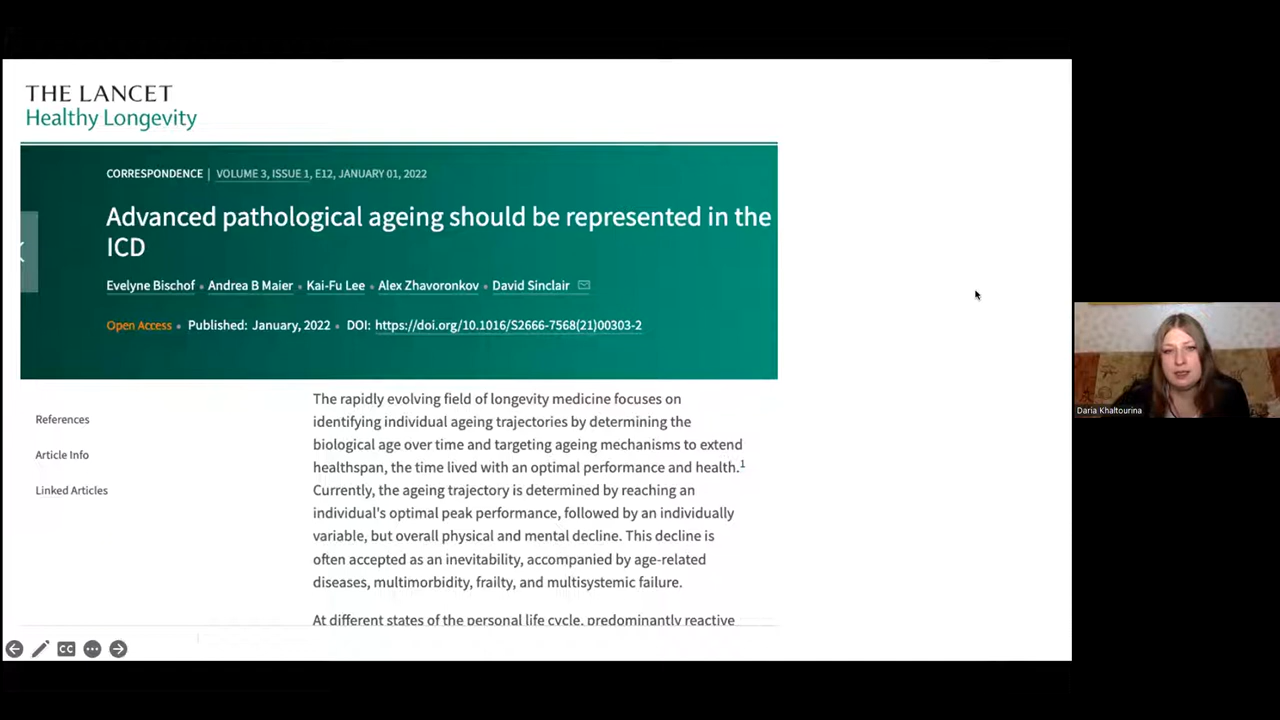 THE LANCET
Healthy Longevity
CORRESPONDENCE | VOLUME 3, ISSUE 1, E12, JANUARY 01, 2022
Advanced pathological ageing should be represented in the
ICD
Evelyne Bischof • Andrea B Maier • Kai-Fu Lee • Alex Zhavoronkov • David Sinclair
Open Access • Published: January, 2022 • DOI: https://doi.org/10.1016/S2666-7568(21)00303-2
References
Article Info
Linked Articles
The rapidly evolving field of longevity medicine focuses on
identifying individual ageing trajectories by determining the
biological age over time and targeting ageing mechanisms to extend
healthspan, the time lived with an optimal performance and health.1
Currently, the ageing trajectory is determined by reaching an
individual's optimal peak performance, followed by an individually
variable, but overall physical and mental decline. This decline is
often accepted as an inevitability, accompanied by age-related
diseases, multimorbidity, frailty, and multisystemic failure.
At different states of the personal life cycle, predominantly reactive
CC
Daria Khaltourina